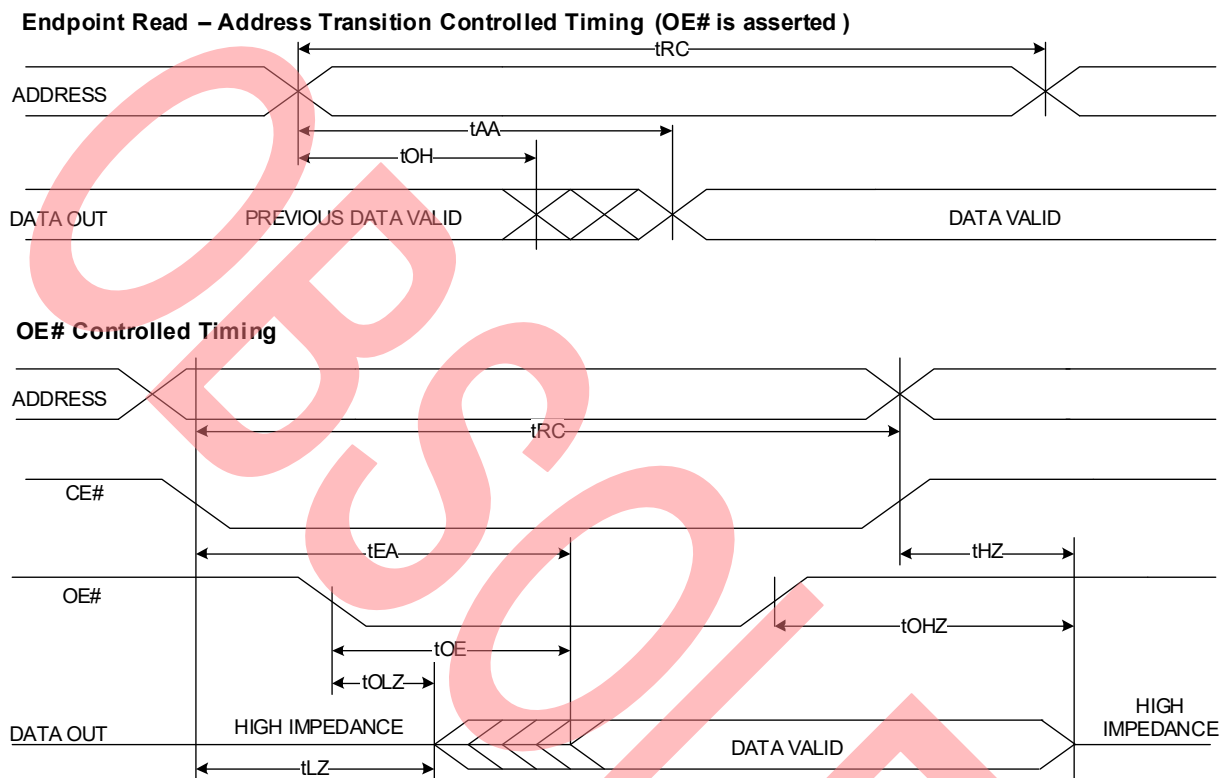 Endpoint Read – Address Transition Controlled Timing (OE# is asserted )
tRC
ADDRESS
tAA
tOH
DATA OUT
PREVIOUS DATA VALID
DATA VALID
OE# Controlled Timing
ADDRESS
tRC
CE#
tEA
tHZ
OE#
tOHZ
tOE
tOLZ
HIGH IMPEDANCE
HIGH
IMPEDANCE
DATA OUT
DATA VALID
tLZ
OBSOL